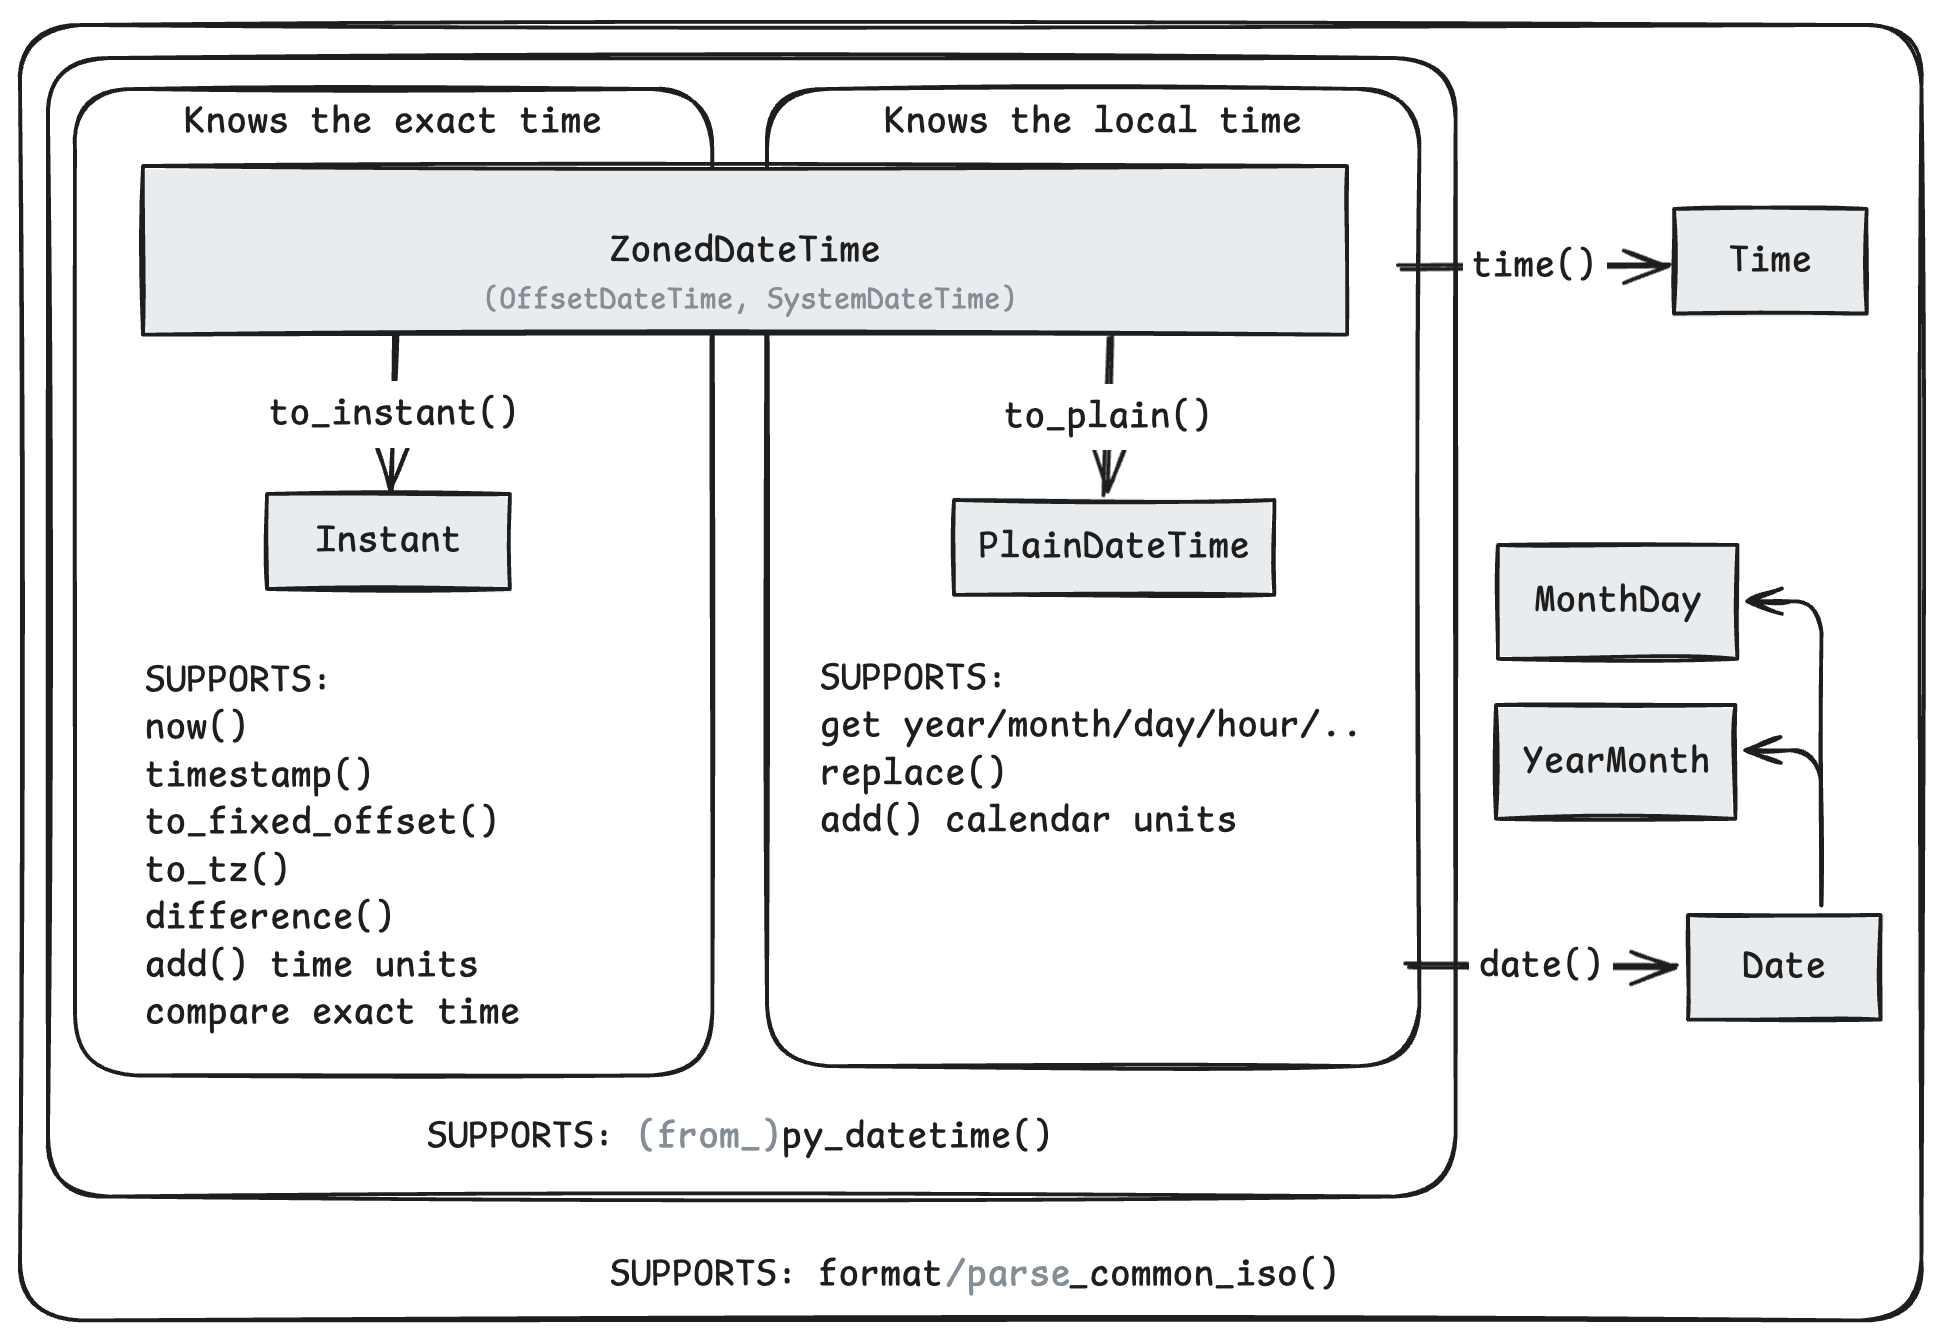 Knows the exact time
Knows the local time
ZonedDateTime
(OffsetDateTime, SystemDateTime)
time()
Time
to_instant()
to_plain()
Instant
PlainDateTime
MonthDay
YearMonth
SUPPORTS:
now()
timestamp()
to_fixed_offset()
to_tz()
difference()
add() time units
compare exact time
SUPPORTS:
get year/month/day/hour/..
replace()
add() calendar units
date()
Date
SUPPORTS: (from_)py_datetime()
SUPPORTS: format/parse_common_iso()